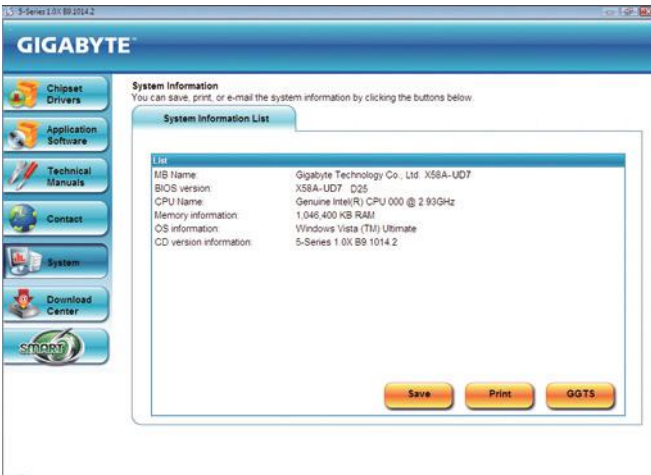 5-Series 1.0X B9.1014.2
GIGABYTE™
Chipset
Drivers
Application
Software
Technical
Manuals
Contact
System
Download
Center
SMART 6
System Information
You can save, print, or e-mail the system information by clicking the buttons below.
System Information List
List
MB Name: Gigabyte Technology Co., Ltd. X58A-UD7
BIOS version: X58A-UD7 D25
CPU Name: Genuine Intel(R) CPU 000 @ 2.93GHz
Memory information: 1,046,400 KB RAM
OS information: Windows Vista (TM) Ultimate
CD version information: 5-Series 1.0X B9.1014.2
Save Print GGTS